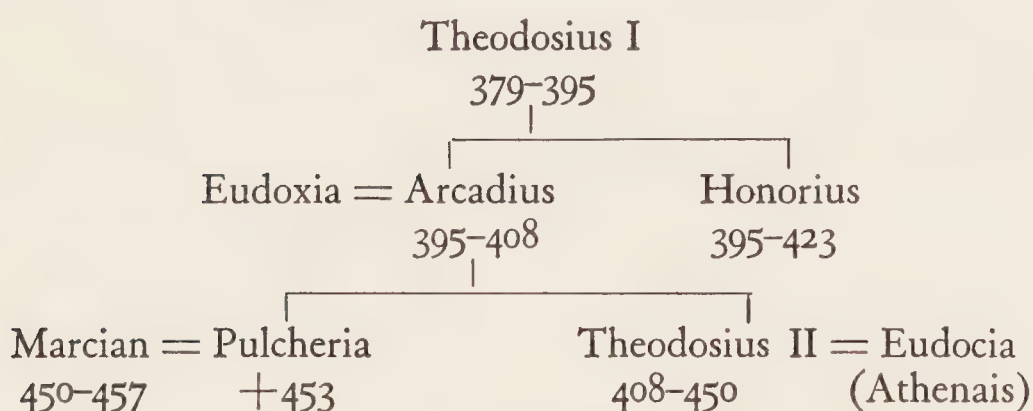 Theodosius I
379–395
Eudoxia = Arcadius Honorius
395–408 395–423
Marcian = Pulcheria Theodosius II = Eudocia
450–457 +453 408–450 (Athenais)